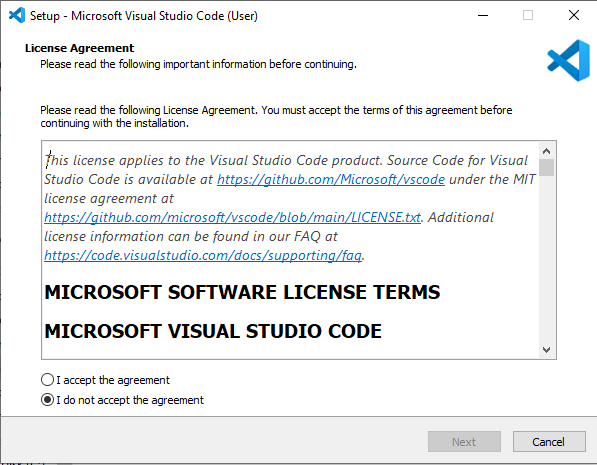 Setup - Microsoft Visual Studio Code (User)
License Agreement
Please read the following important information before continuing.
Please read the following License Agreement. You must accept the terms of this agreement before
continuing with the installation.
This license applies to the Visual Studio Code product. Source Code for Visual
Studio Code is available at https://github.com/Microsoft/vscode under the MIT
license agreement at
https://github.com/microsoft/vscode/blob/main/LICENSE.txt. Additional
license information can be found in our FAQ at
https://code.visualstudio.com/docs/supporting/faq.
MICROSOFT SOFTWARE LICENSE TERMS
MICROSOFT VISUAL STUDIO CODE
I accept the agreement
I do not accept the agreement
Next
Cancel